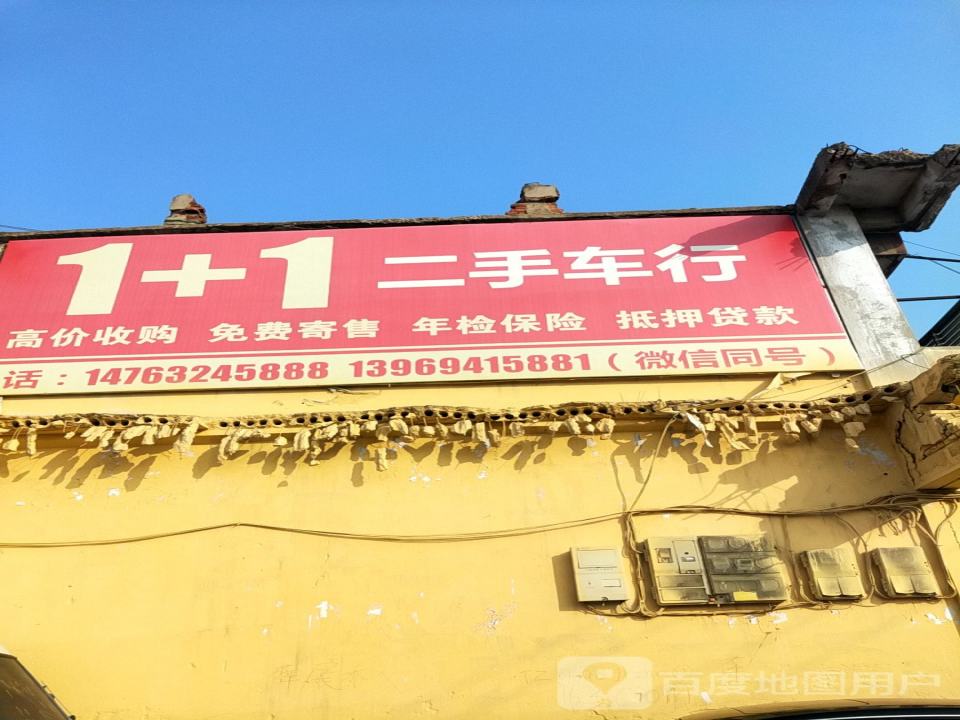 1+1 二手车行
高价收购 免费寄售 年检保险 抵押贷款
话：14763245888 13969415881（微信同号）
百度地图用户